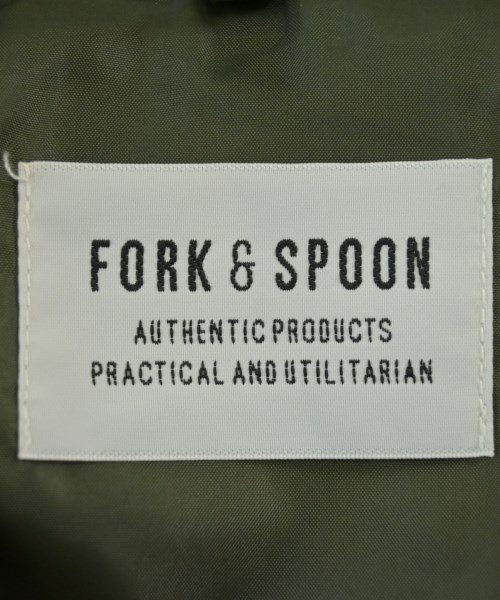 FORK & SPOON
AUTHENTIC PRODUCTS
PRACTICAL AND UTILITARIAN